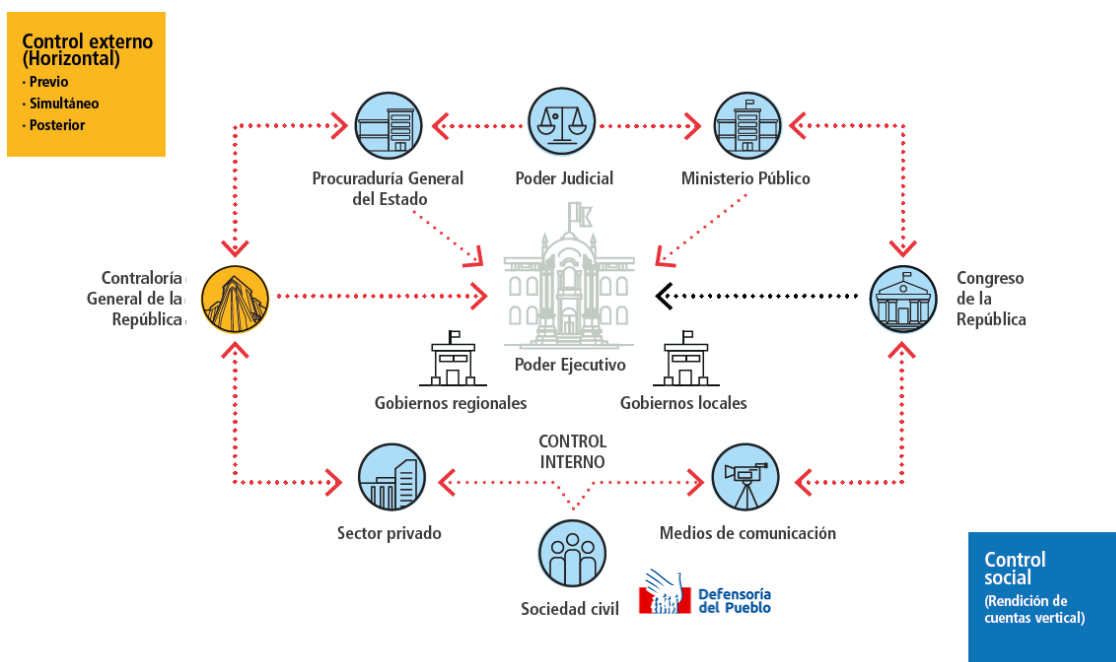 Control externo
(Horizontal)
· Previo
· Simultáneo
· Posterior
Procuraduría General
del Estado
Poder Judicial
Ministerio Público
Contraloría
General de la
República
Congreso
de la
República
Poder Ejecutivo
Gobiernos regionales
Gobiernos locales
CONTROL
INTERNO
Sector privado
Medios de comunicación
Sociedad civil
Defensoría
del Pueblo
Control
social
(Rendición de
cuentas vertical)